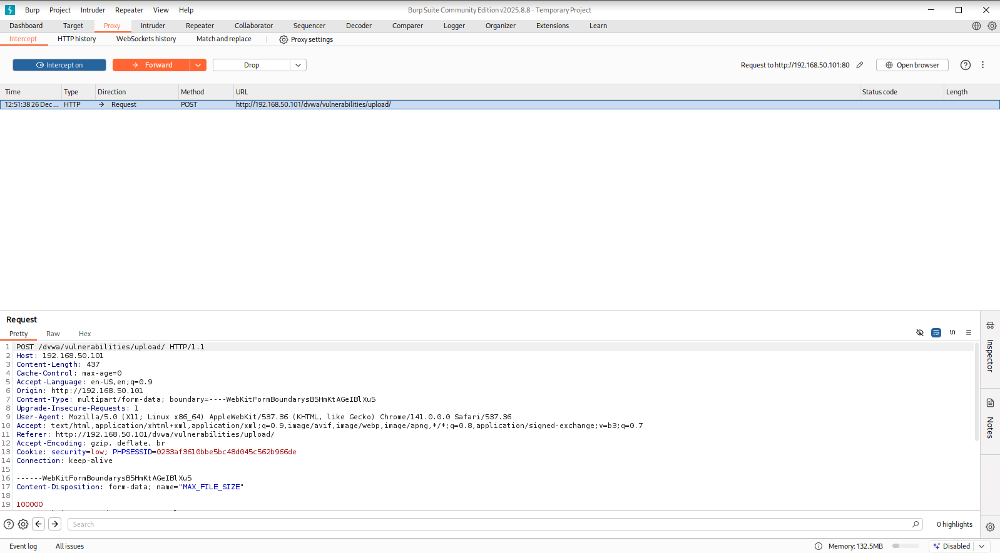 Burp Project Intruder Repeater View Help Burp Suite Community Edition v2025.8.8 - Temporary Project
Dashboard Target Proxy Intruder Repeater Collaborator Sequencer Decoder Comparer Logger Organizer Extensions Learn
Intercept HTTP history WebSockets history Match and replace Proxy settings
Intercept on Forward Drop Request to http://192.168.50.101:80 Open browser
Time Type Direction Method URL Status code Length
12:51:38 26 Dec ... HTTP → Request POST http://192.168.50.101/dvwa/vulnerabilities/upload/
Request
Pretty Raw Hex \n
1 POST /dvwa/vulnerabilities/upload/ HTTP/1.1
2 Host: 192.168.50.101
3 Content-Length: 437
4 Cache-Control: max-age=0
5 Accept-Language: en-US,en;q=0.9
6 Origin: http://192.168.50.101
7 Content-Type: multipart/form-data; boundary=----WebKitFormBoundarysB5HmKtAGeIBlXu5
8 Upgrade-Insecure-Requests: 1
9 User-Agent: Mozilla/5.0 (X11; Linux x86_64) AppleWebKit/537.36 (KHTML, like Gecko) Chrome/141.0.0.0 Safari/537.36
10 Accept: text/html,application/xhtml+xml,application/xml;q=0.9,image/avif,image/webp,image/apng,*/*;q=0.8,application/signed-exchange;v=b3;q=0.7
11 Referer: http://192.168.50.101/dvwa/vulnerabilities/upload/
12 Accept-Encoding: gzip, deflate, br
13 Cookie: security=low; PHPSESSID=0233af3610bbe5bc48d045c562b966de
14 Connection: keep-alive
15
16 ------WebKitFormBoundarysB5HmKtAGeIBlXu5
17 Content-Disposition: form-data; name="MAX_FILE_SIZE"
18
19 100000
Inspector
Notes
Search 0 highlights
Event log All issues Memory: 132.5MB Disabled